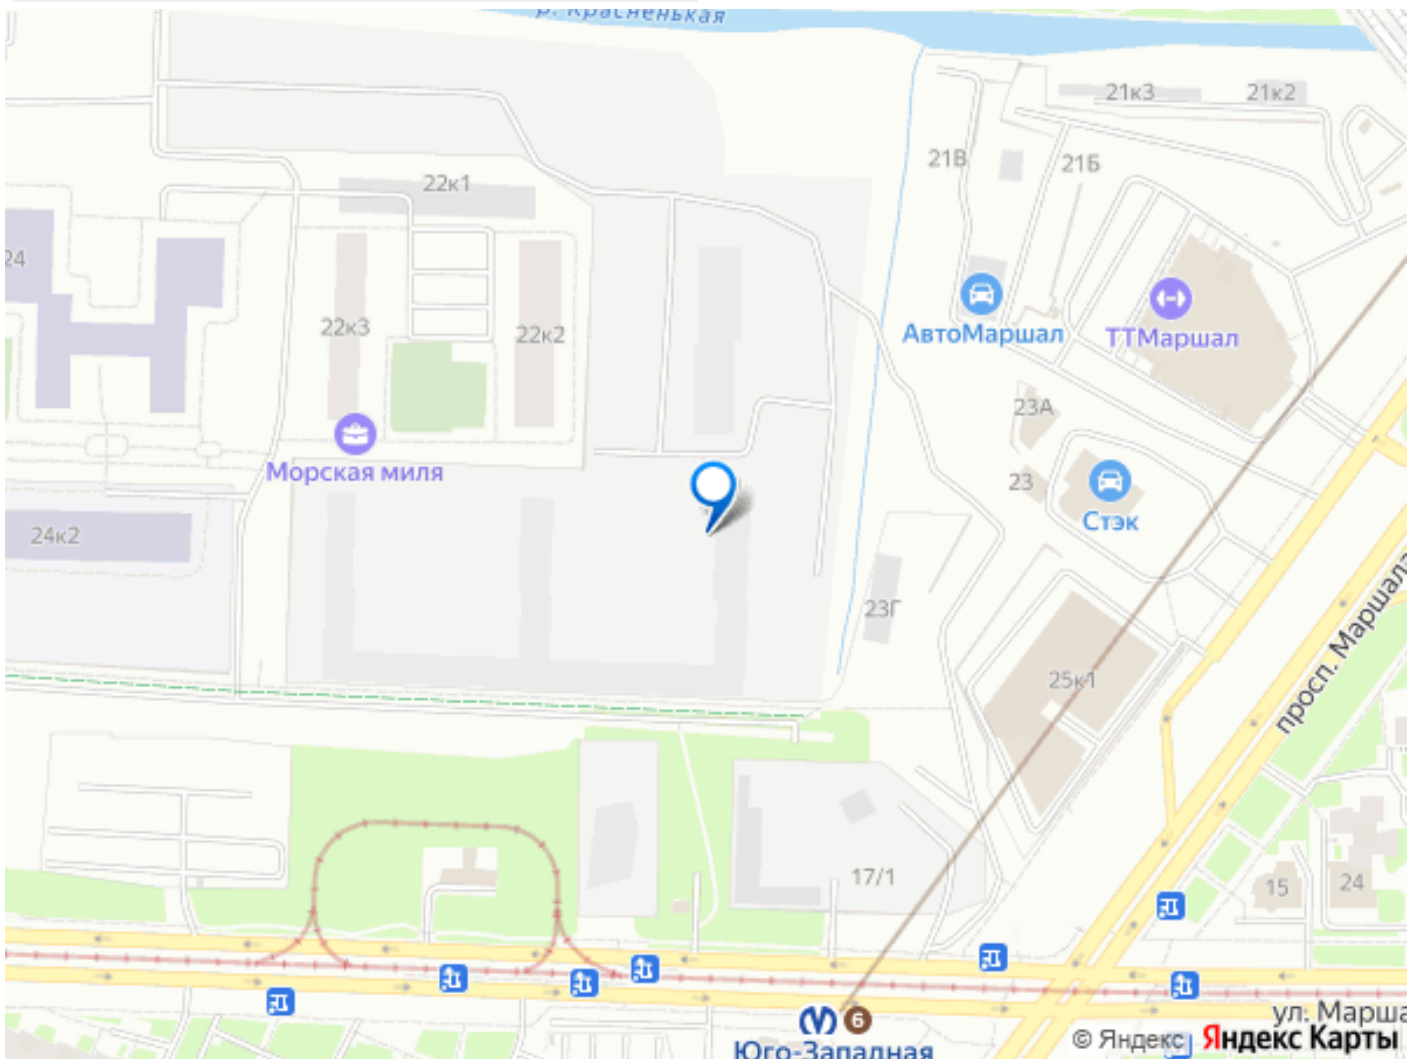 р. Красненькая
21к3
21к2
21В
21Б
22к1
24
22к3
22к2
АвтоМаршал
ТТМаршал
23А
Морская миля
23
Стэк
24к2
23Г
25к1
просп. Маршала
17/1
15
24
6
Юго-Западная
ул. Марша
© Яндекс Яндекс Карты